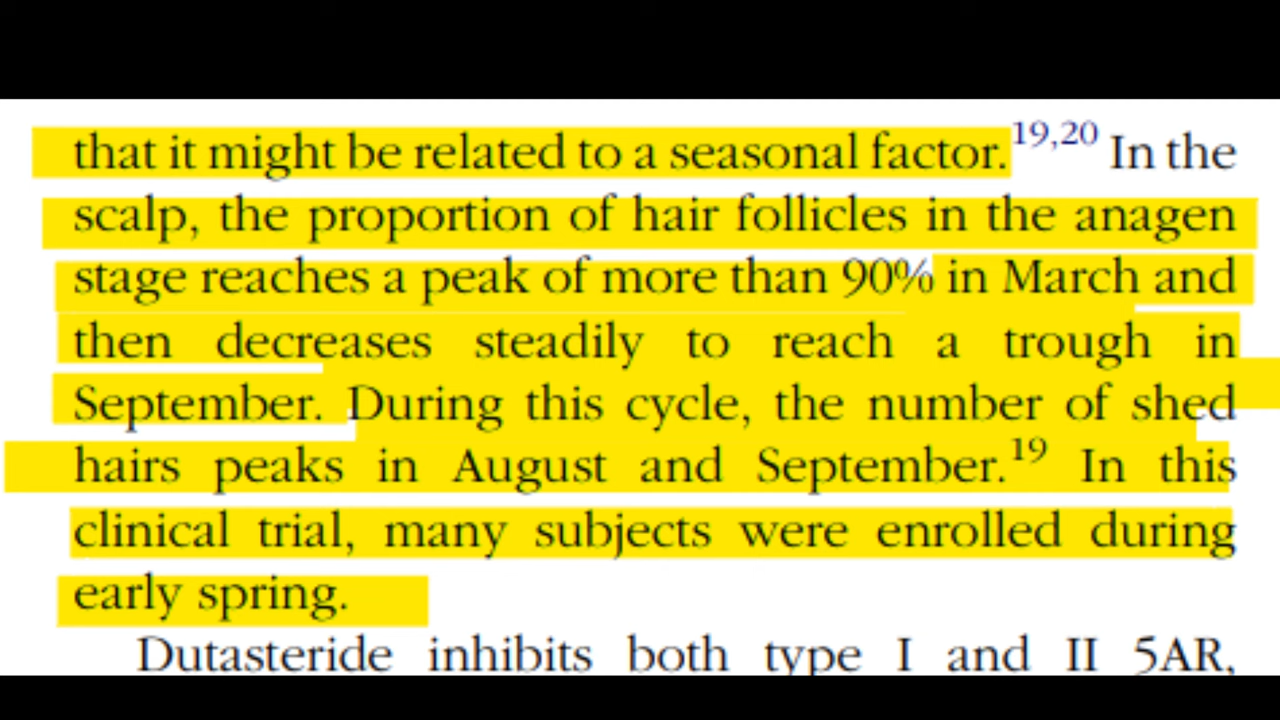 that it might be related to a seasonal factor.19,20 In the
scalp, the proportion of hair follicles in the anagen
stage reaches a peak of more than 90% in March and
then decreases steadily to reach a trough in
September. During this cycle, the number of shed
hairs peaks in August and September.19 In this
clinical trial, many subjects were enrolled during
early spring.
Dutasteride inhibits both type I and II 5AR,